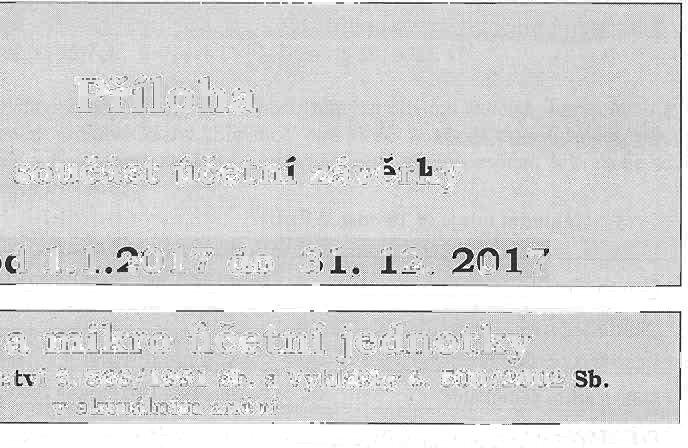 Příloha
součást účetní závěrky
od 1.1.2017 do 31. 12. 2017
a mikro účetní jednotky
tví č. 563/1991 Sb. a Vyhlášky č. 500/2002 Sb.
v aktuálním znění